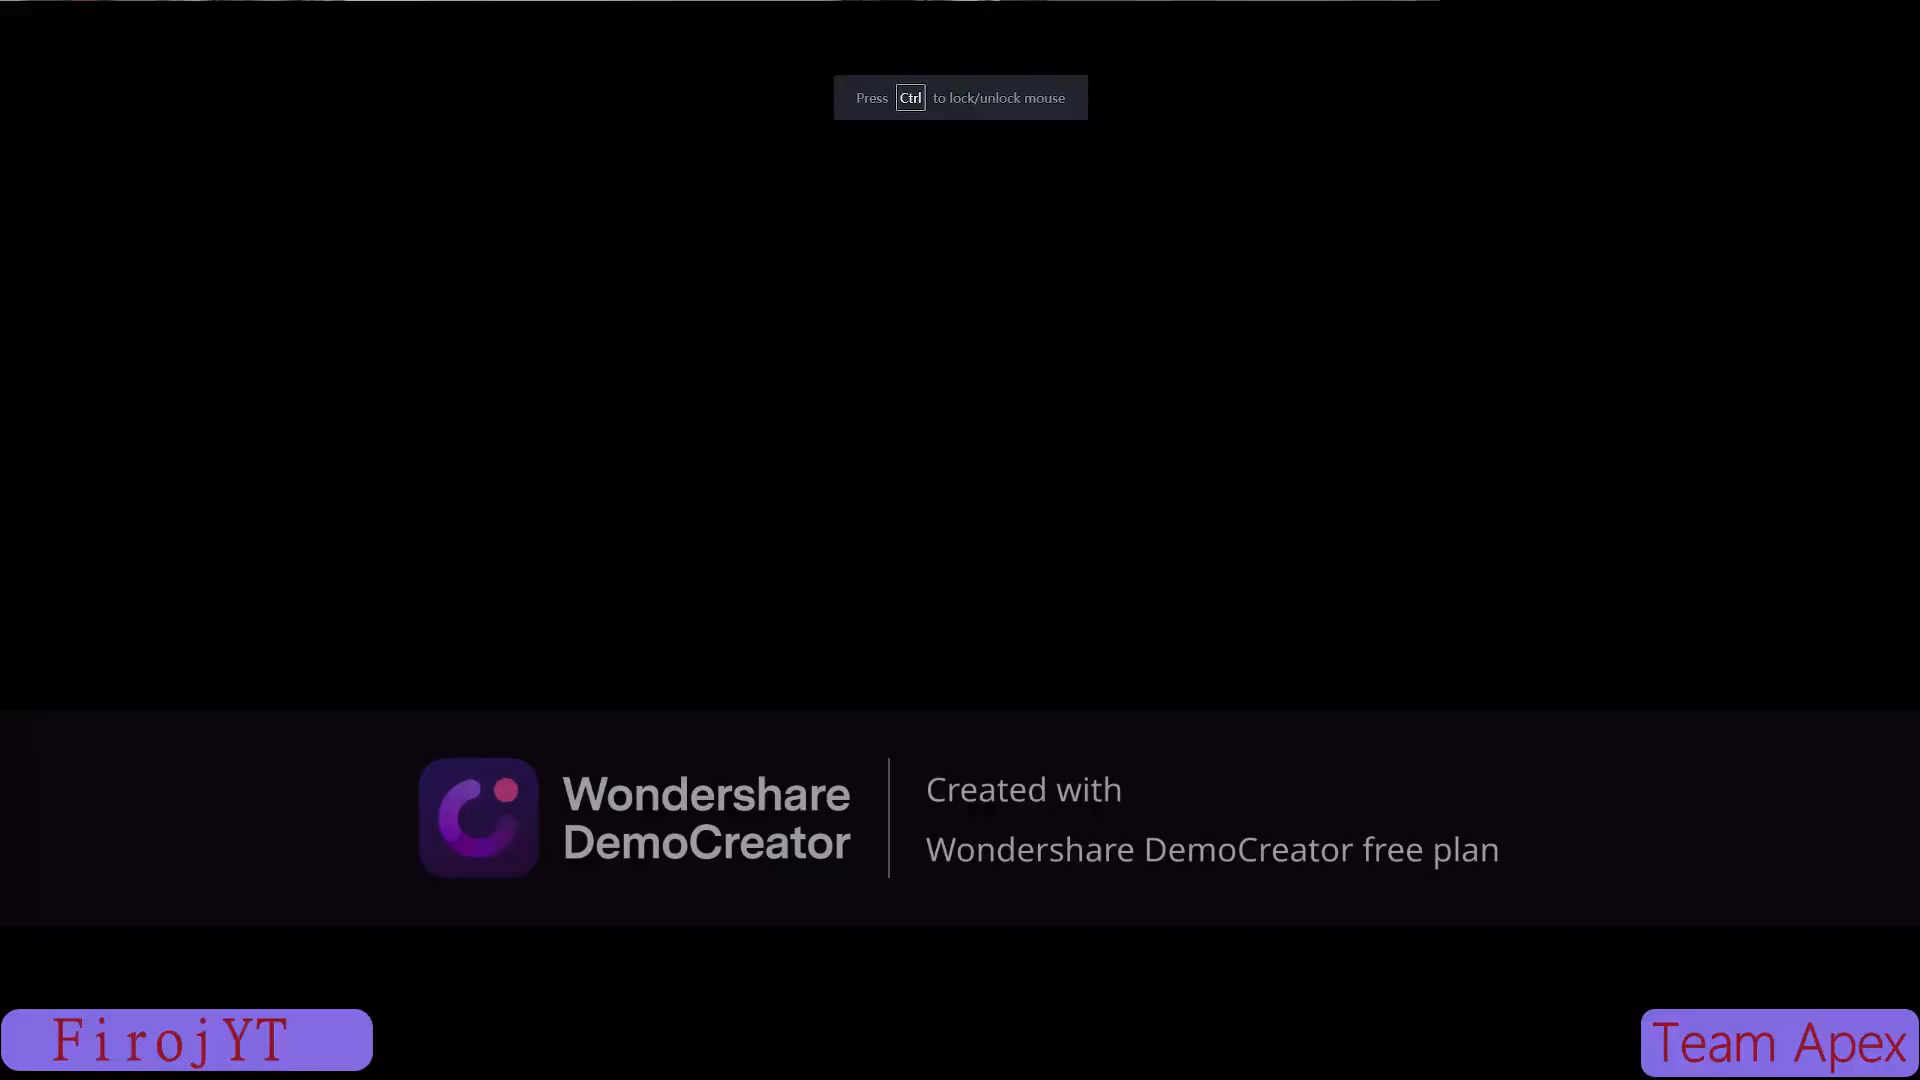 Press Ctrl to lock/unlock mouse
Wondershare
DemoCreator
Created with
Wondershare DemoCreator free plan
FirojYT
Team Apex